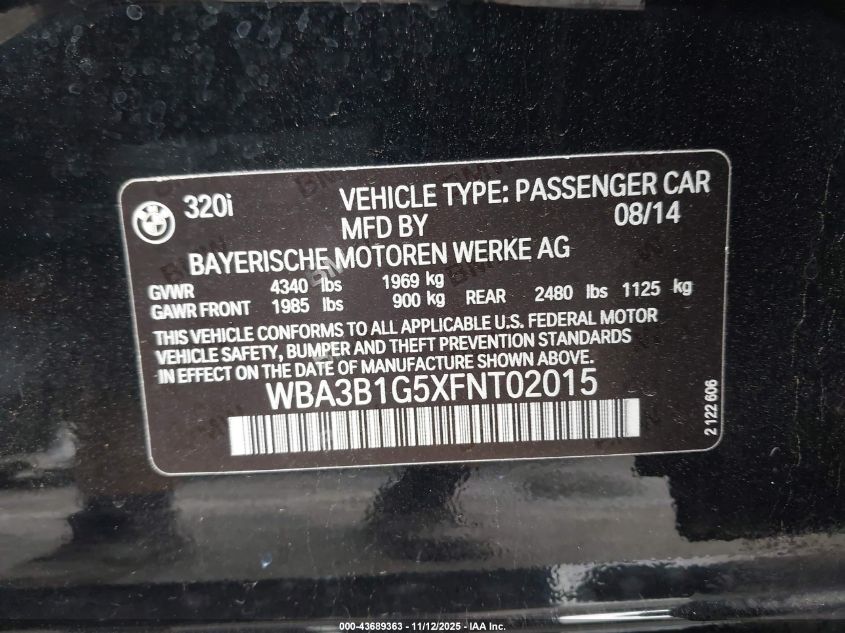 320i VEHICLE TYPE: PASSENGER CAR
MFD BY 08/14
BAYERISCHE MOTOREN WERKE AG
GVWR 4340 lbs 1969 kg
GAWR FRONT 1985 lbs 900 kg REAR 2480 lbs 1125 kg
THIS VEHICLE CONFORMS TO ALL APPLICABLE U.S. FEDERAL MOTOR
VEHICLE SAFETY, BUMPER AND THEFT PREVENTION STANDARDS
IN EFFECT ON THE DATE OF MANUFACTURE SHOWN ABOVE.
WBA3B1G5XFNT02015
2 122 606
000-43689363 - 11/12/2025 - IAA Inc.